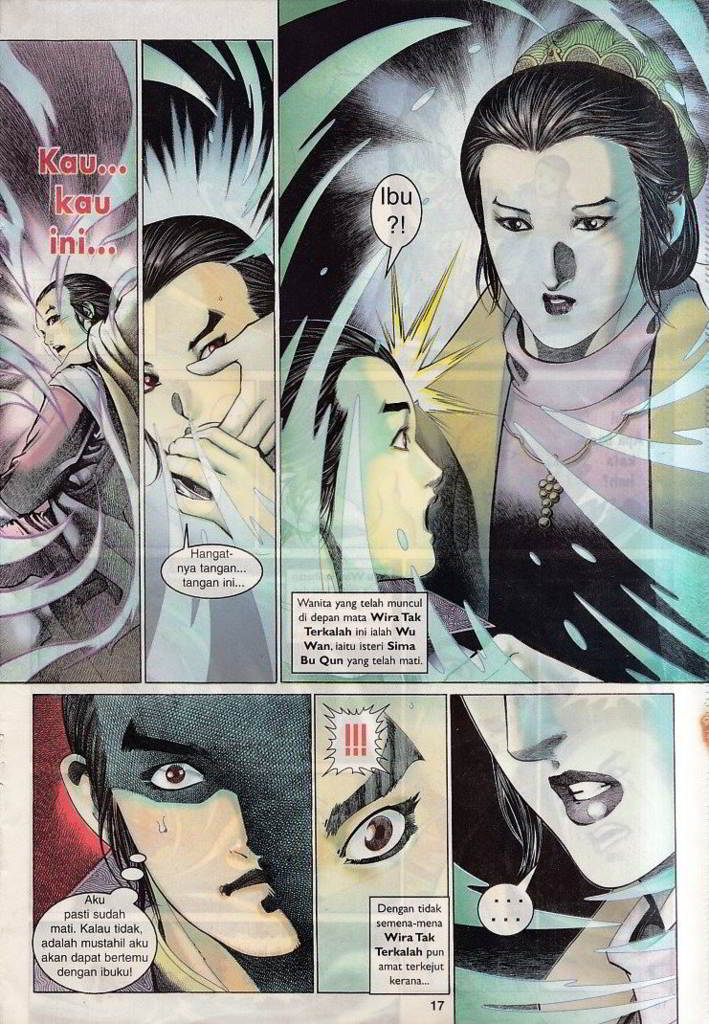 Kau...
kau
ini...
Hangat-
nya tangan...
tangan ini...
Ibu
?!
Wanita yang telah muncul
di depan mata Wira Tak
Terkalah ini ialah Wu
Wan, iaitu isteri Sima
Bu Qun yang telah mati.
Aku
pasti sudah
mati. Kalau tidak,
adalah mustahil aku
akan dapat bertemu
dengan ibuku!
!!!
Dengan tidak
semena-mena
Wira Tak
Terkalah pun
amat terkejut
kerana...
...
...
17